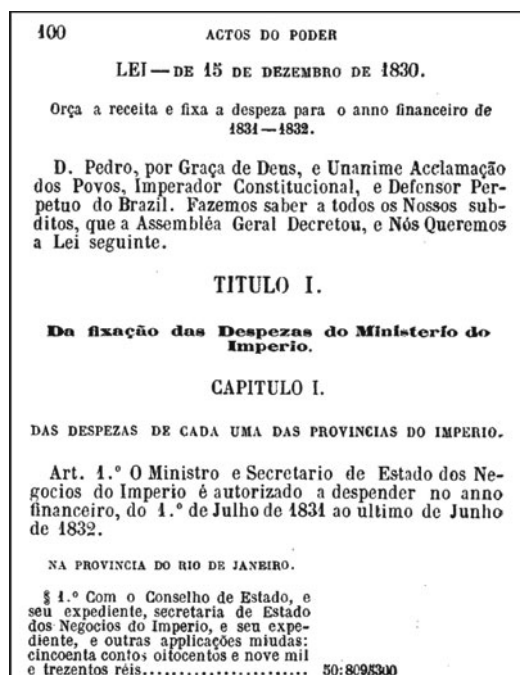 100 ACTOS DO PODER
LEI — DE 15 DE DEZEMBRO DE 1830.
Orça a receita e fixa a despeza para o anno financeiro de
1831—1832.
D. Pedro, por Graça de Deus, e Unanime Acclamação
dos Povos, Imperador Constitucional, e Defensor Per-
petuo do Brazil. Fazemos saber a todos os Nossos sub-
ditos, que a Assembléa Geral Decretou, e Nós Queremos
a Lei seguinte.
TITULO I.
Da fixação das Despezas do Ministerio do
Imperio.
CAPITULO I.
DAS DESPEZAS DE CADA UMA DAS PROVINCIAS DO IMPERIO.
Art. 1.º O Ministro e Secretario de Estado dos Ne-
gocios do Imperio é autorizado a despender no anno
financeiro, do 1.º de Julho de 1831 ao ultimo de Junho
de 1832.
NA PROVINCIA DO RIO DE JANEIRO.
§ 1.º Com o Conselho de Estado, e
seu expediente, secretaria de Estado
dos Negocios do Imperio, e seu expe-
diente, e outras applicações miudas:
cincoenta contos oitocentos e nove mil
e trezentos réis...................... 50:809$300